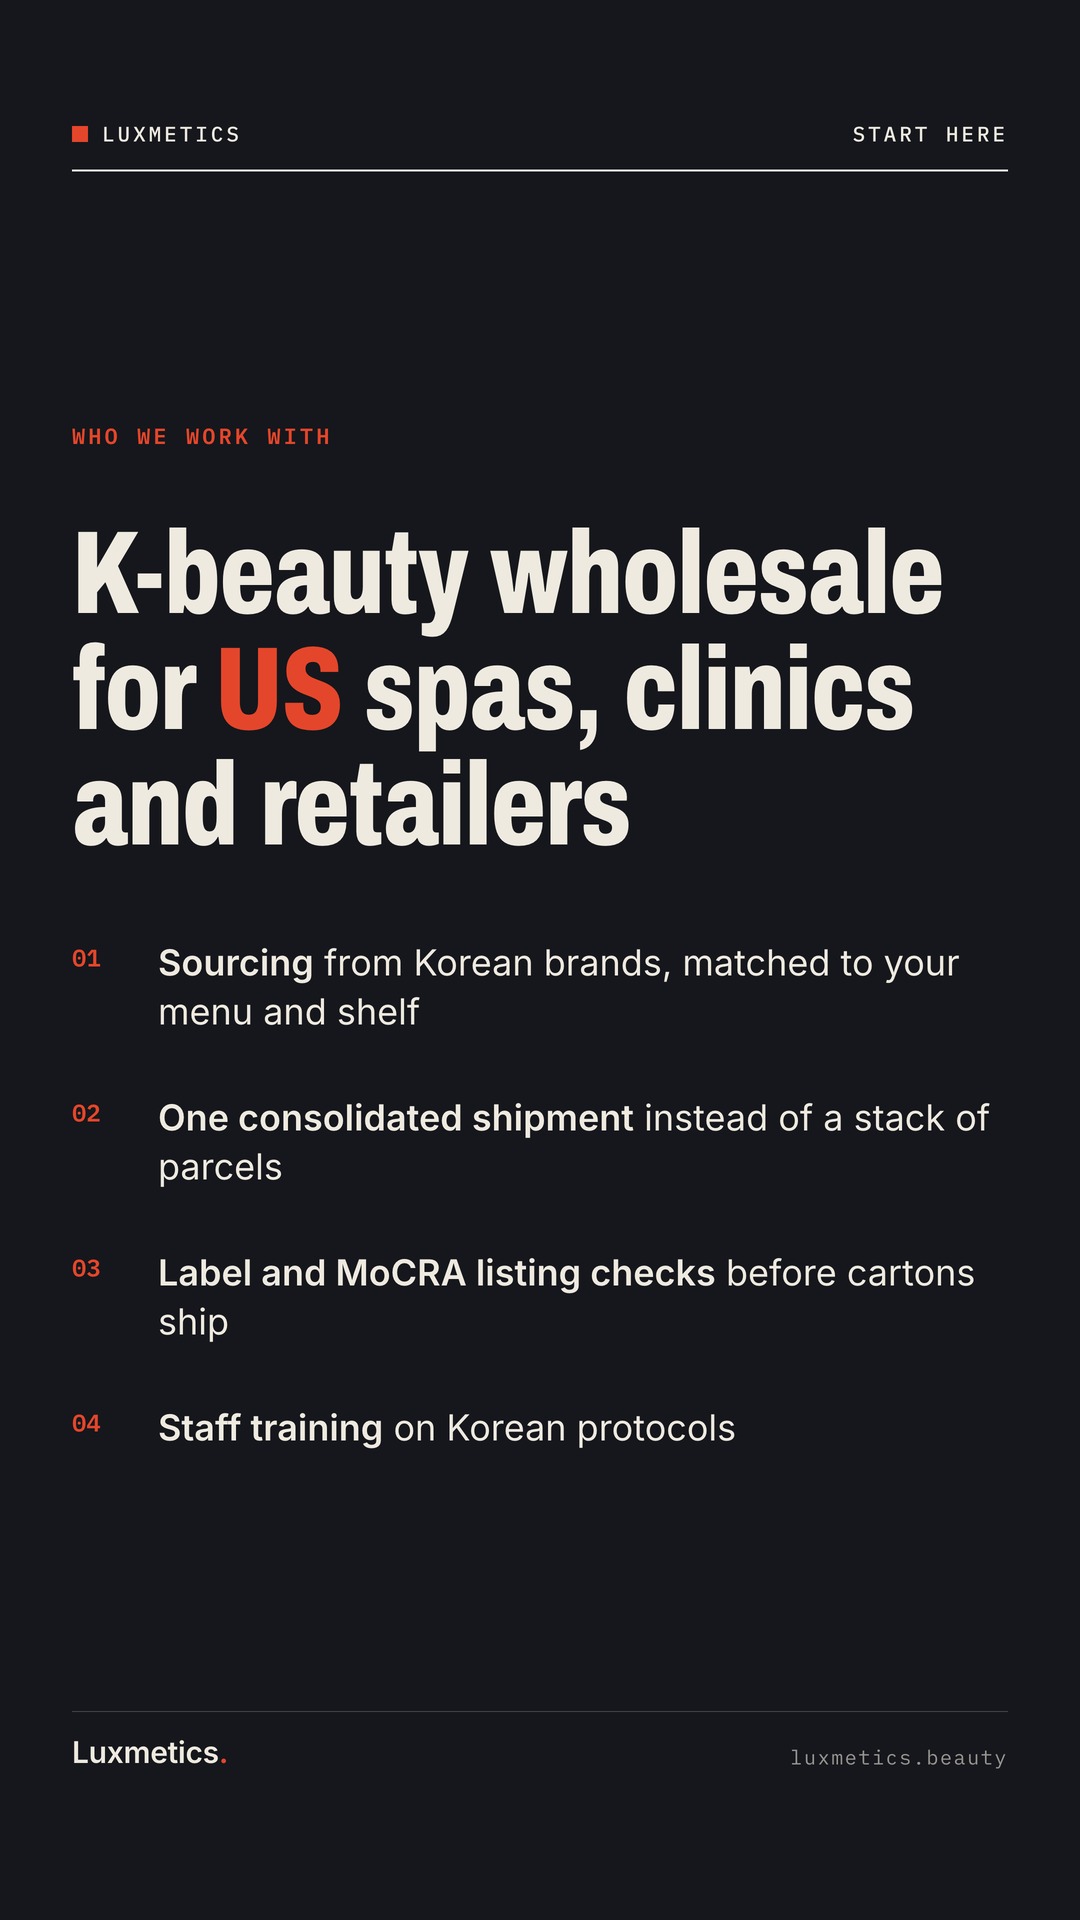 LUXMETICS
START HERE
WHO WE WORK WITH
K-beauty wholesale
for US spas, clinics
and retailers
01 Sourcing from Korean brands, matched to your
menu and shelf
02 One consolidated shipment instead of a stack of
parcels
03 Label and MoCRA listing checks before cartons
ship
04 Staff training on Korean protocols
Luxmetics.
luxmetics.beauty